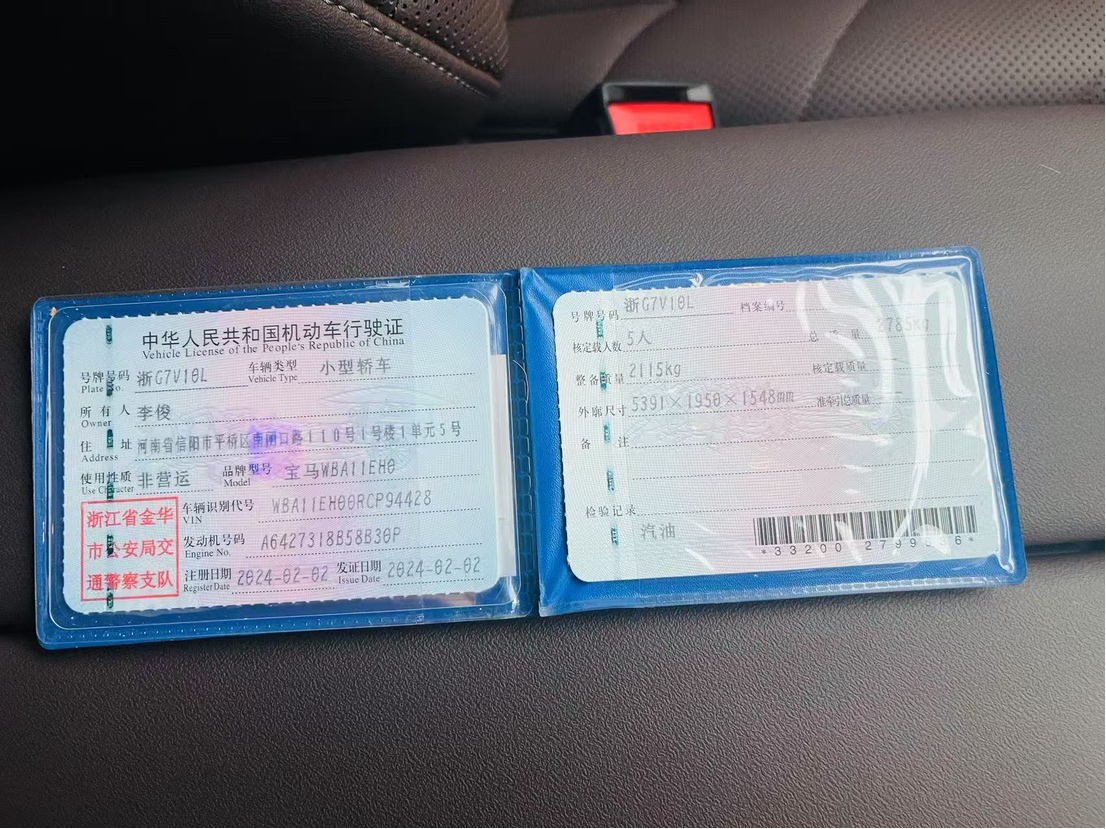 中华人民共和国机动车行驶证
Vehicle License of the People's Republic of China
号牌号码 浙G7V10L 车辆类型 小型轿车
Plate No. Vehicle Type
所有人 李俊
Owner
住址 河南省信阳市平桥区南闸口路110号1号楼1单元5号
Address
使用性质 非营运 品牌型号 宝马WBA11EH0
Use Character Model
浙江省金华
市公安局交
通警察支队
车辆识别代号 WBA11EH00RCP94428
VIN
发动机号码 A6427318B58B30P
Engine No.
注册日期 2024-02-02 发证日期 2024-02-02
Register Date Issue Date
号牌号码 浙G7V10L 档案编号
核定载人数 5人 总质量 2785kg
整备质量 2115kg 核定载质量
外廓尺寸 5391×1950×1548mm 准牵引总质量
备注
检验记录
汽油